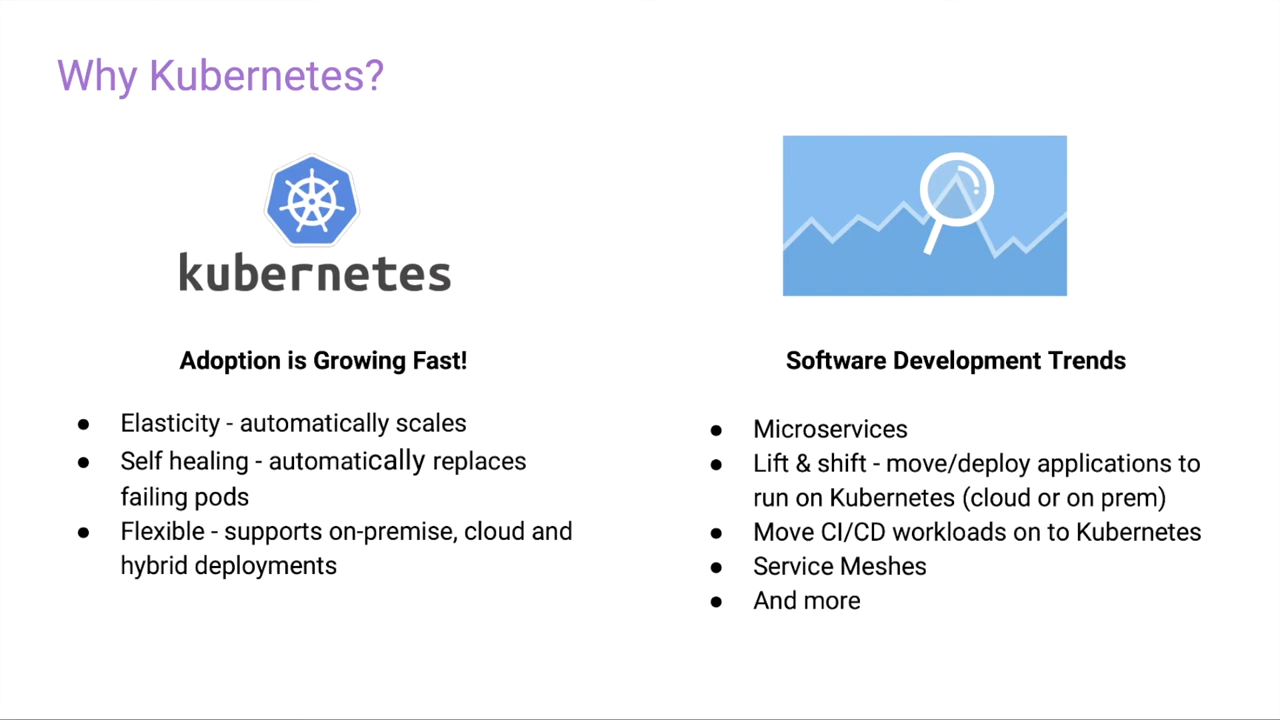 Why Kubernetes?
kubernetes
Adoption is Growing Fast!
● Elasticity - automatically scales
● Self healing - automatically replaces
failing pods
● Flexible - supports on-premise, cloud and
hybrid deployments
Software Development Trends
● Microservices
● Lift & shift - move/deploy applications to
run on Kubernetes (cloud or on prem)
● Move CI/CD workloads on to Kubernetes
● Service Meshes
● And more